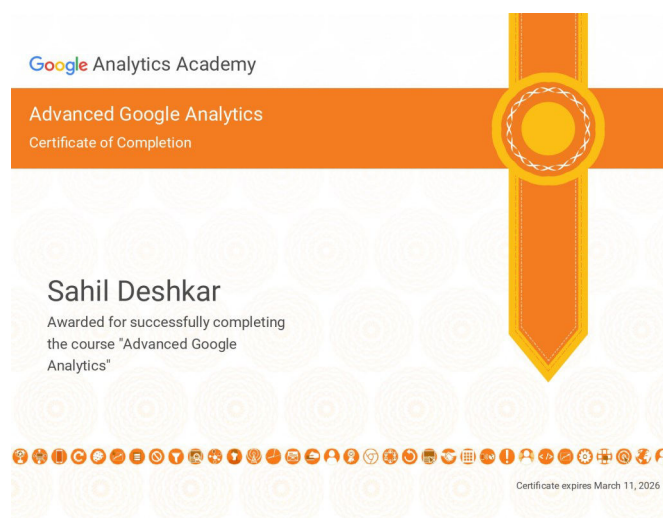 Google Analytics Academy
Advanced Google Analytics
Certificate of Completion
Sahil Deshkar
Awarded for successfully completing
the course "Advanced Google
Analytics"
Certificate expires March 11, 2026